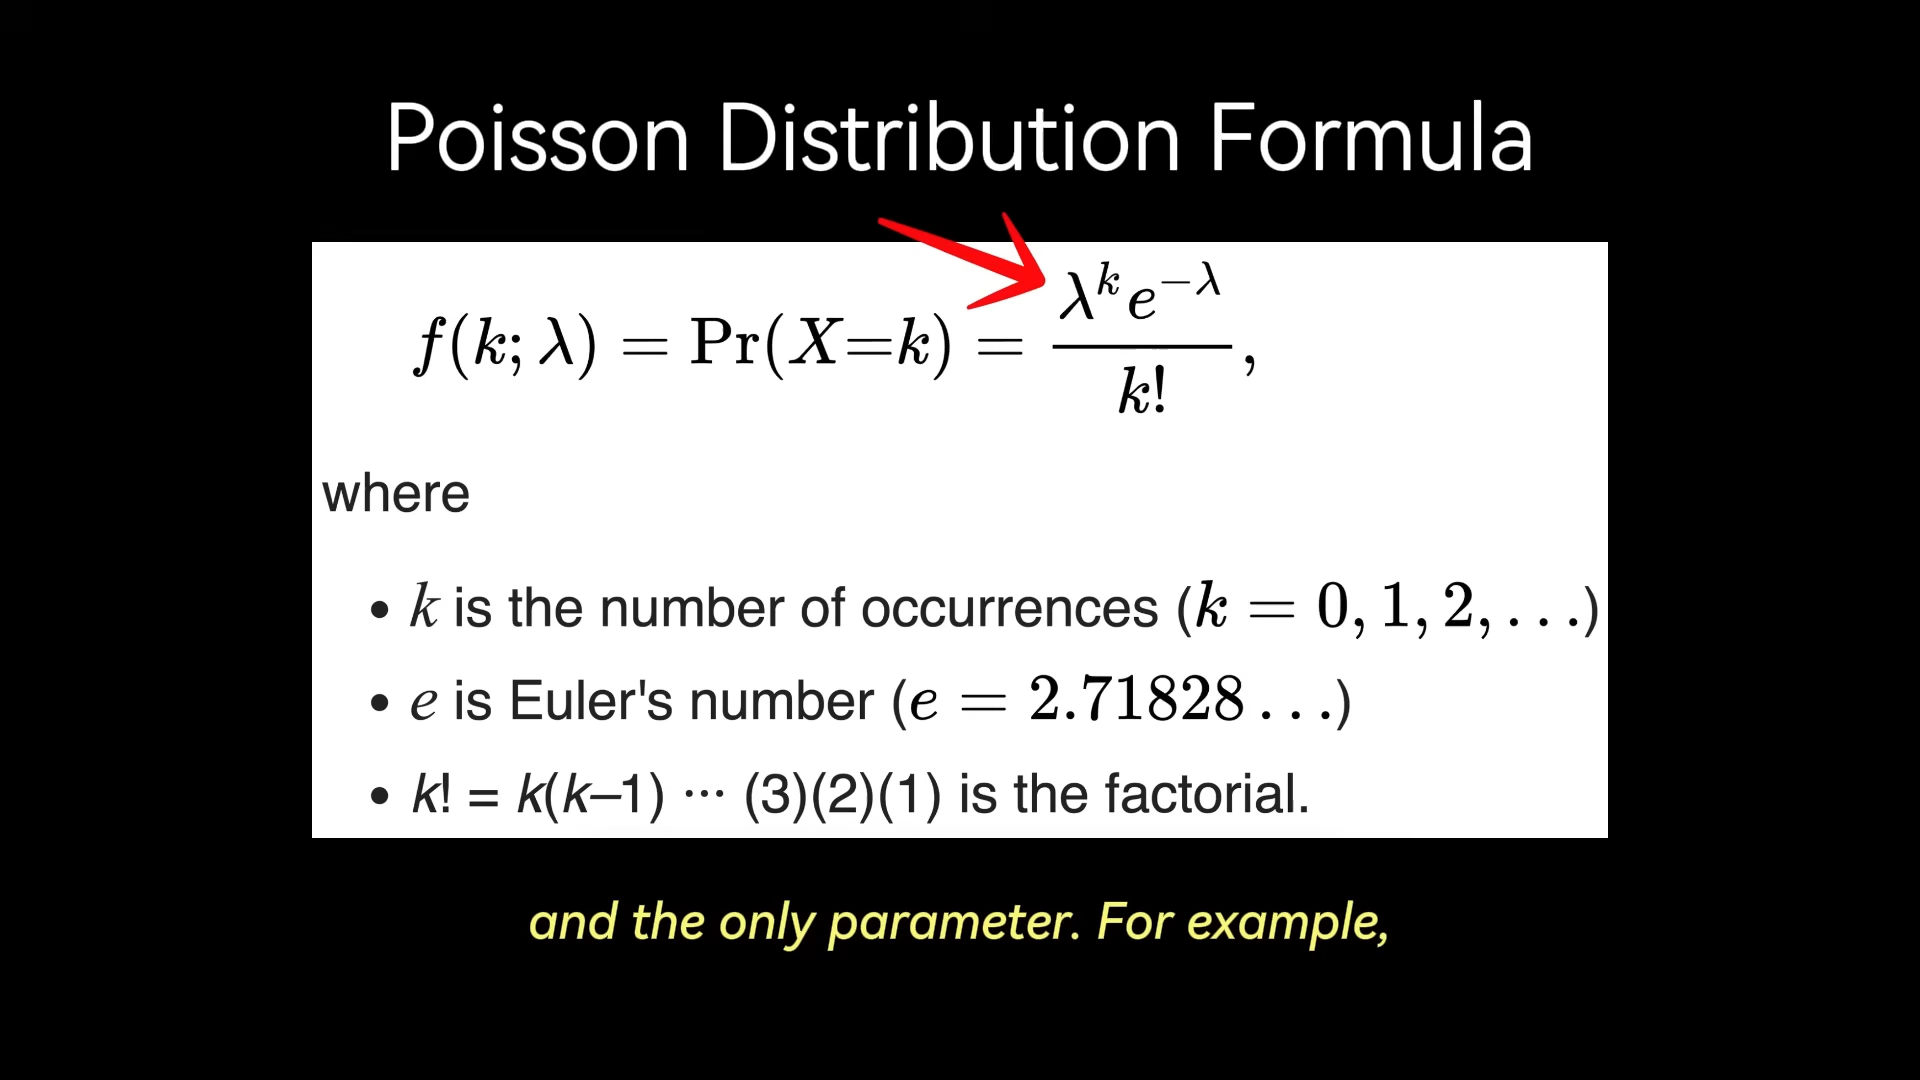 Poisson Distribution Formula
f(k; λ) = Pr(X=k) = λ^k e^−λ / k!,
where
• k is the number of occurrences (k = 0, 1, 2, . . .)
• e is Euler's number (e = 2.71828 . . .)
• k! = k(k–1) ··· (3)(2)(1) is the factorial.
and the only parameter. For example,